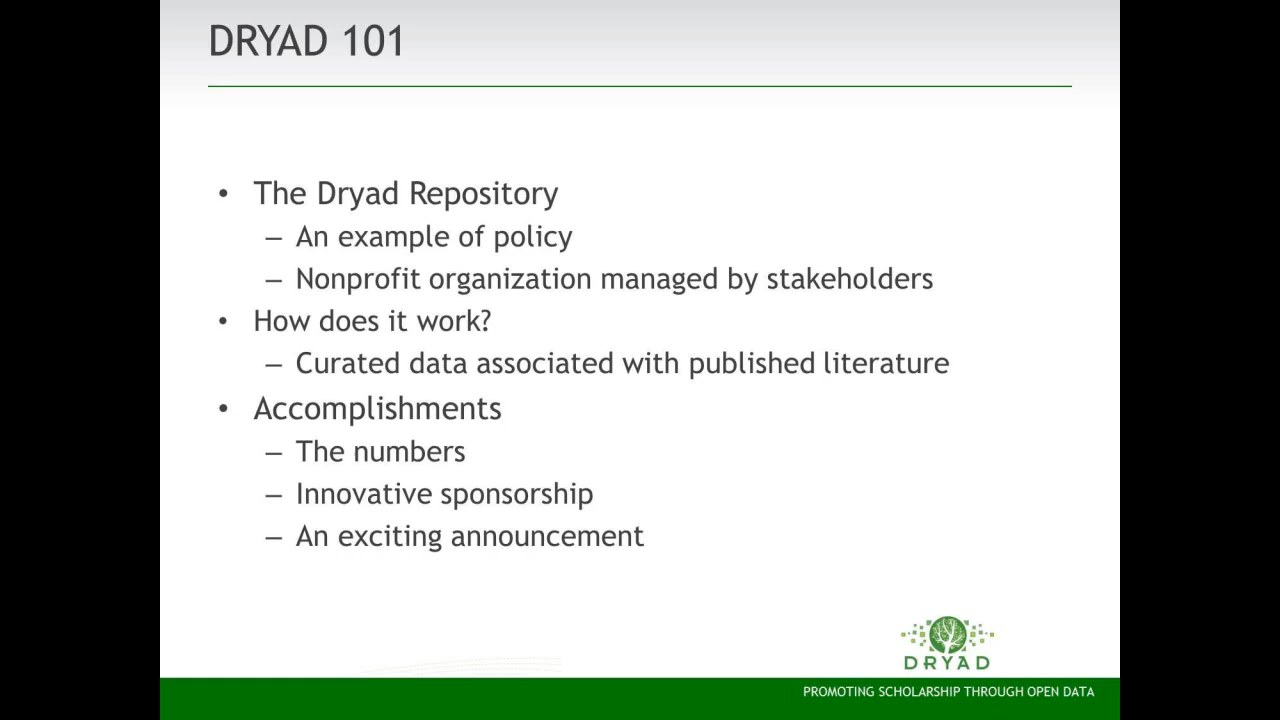 DRYAD 101
• The Dryad Repository
– An example of policy
– Nonprofit organization managed by stakeholders
• How does it work?
– Curated data associated with published literature
• Accomplishments
– The numbers
– Innovative sponsorship
– An exciting announcement
DRYAD
PROMOTING SCHOLARSHIP THROUGH OPEN DATA